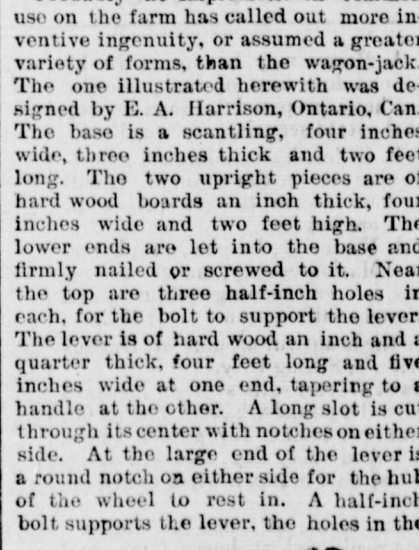 use on the farm has called out more in-
ventive ingenuity, or assumed a greater
variety of forms, than the wagon-jack.
The one illustrated herewith was de-
signed by E. A. Harrison, Ontario, Can.
The base is a scantling, four inches
wide, three inches thick and two feet
long. The two upright pieces are of
hard wood boards an inch thick, four
inches wide and two feet high. The
lower ends are let into the base and
firmly nailed or screwed to it. Near
the top are three half-inch holes in
each, for the bolt to support the lever.
The lever is of hard wood an inch and a
quarter thick, four feet long and five
inches wide at one end, tapering to a
handle at the other. A long slot is cut
through its center with notches on either
side. At the large end of the lever is
a round notch on either side for the hub
of the wheel to rest in. A half-inch
bolt supports the lever, the holes in the